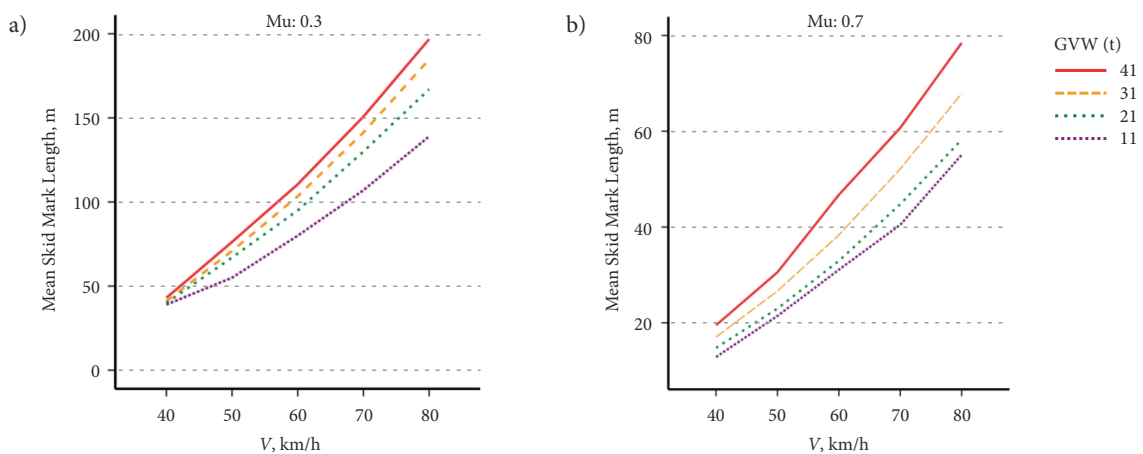 a)
Mu: 0.3
Mean Skid Mark Length, m
200
150
100
50
0
40 50 60 70 80
V, km/h
b)
Mu: 0.7
Mean Skid Mark Length, m
80
60
40
20
40 50 60 70 80
V, km/h
GVW (t)
41
31
21
11